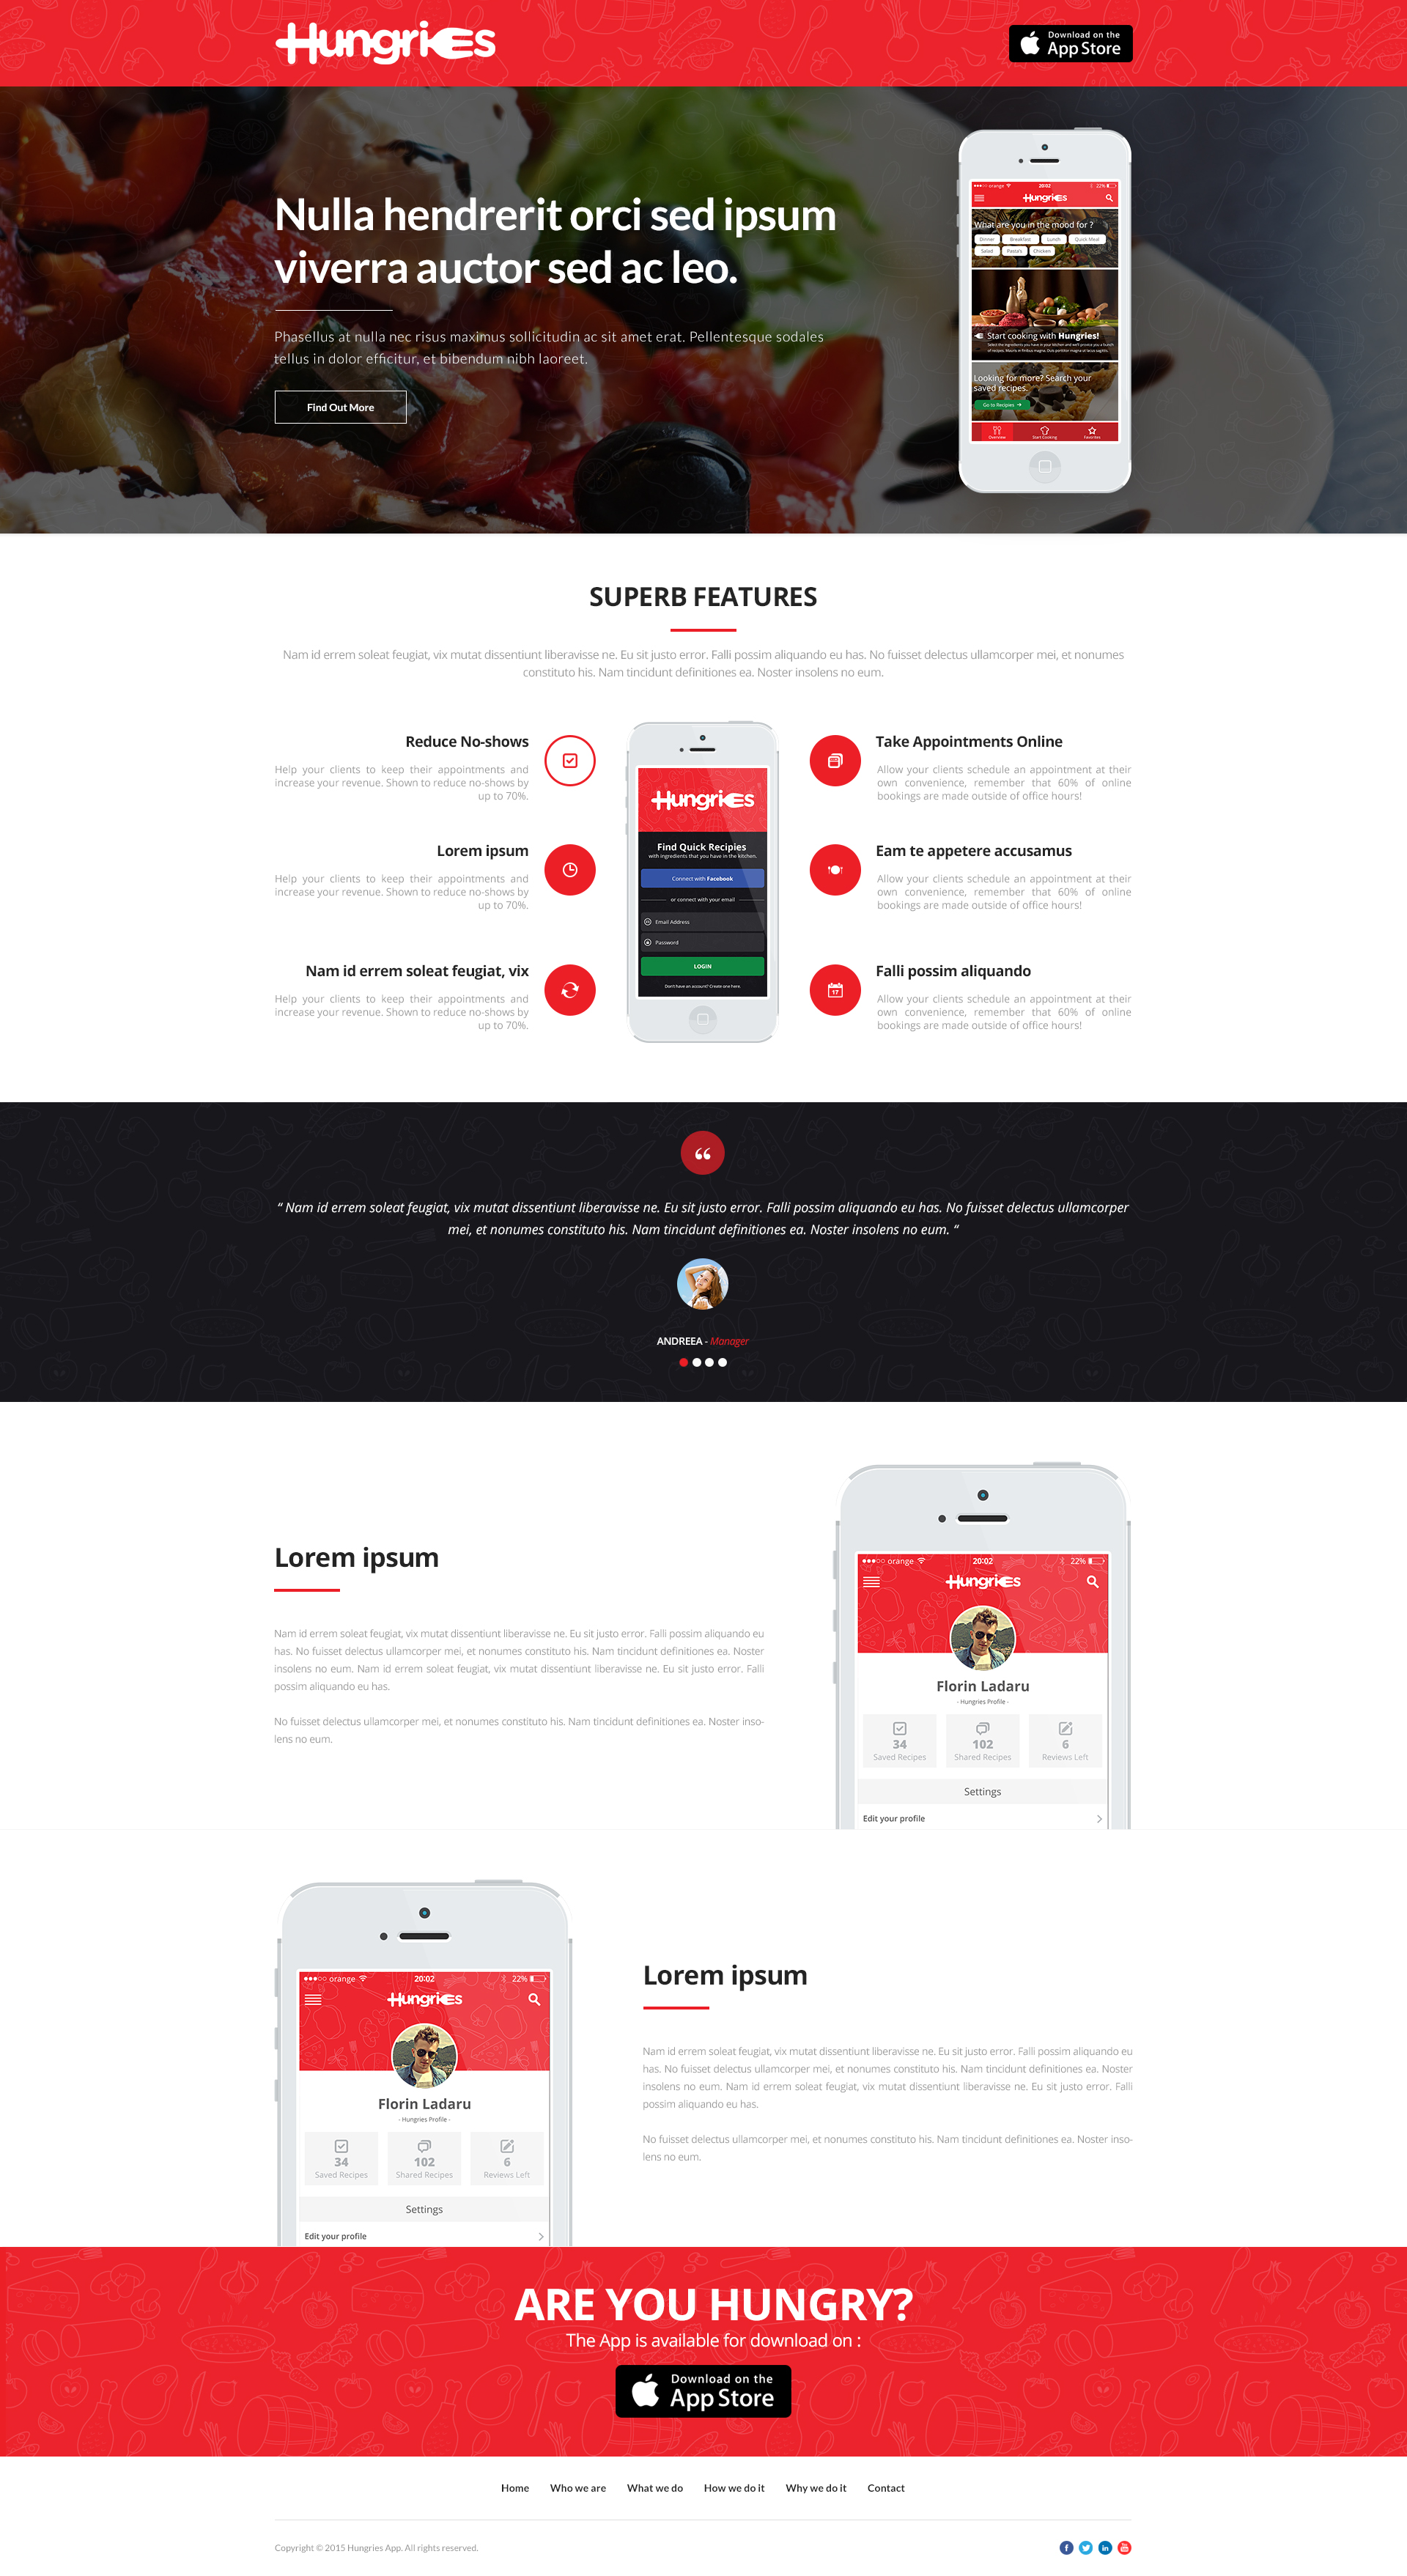 Hungries
Download on the
App Store
Nulla hendrerit orci sed ipsum
viverra auctor sed ac leo.
Phasellus at nulla nec risus maximus sollicitudin ac sit amet erat. Pellentesque sodales
tellus in dolor efficitur, et bibendum nibh laoreet.
Find Out More
orange 20:02 22%
Hungries
What are you in the mood for ?
Dinner Breakfast Lunch Quick Meal
Salad Pasta's Chicken
Start cooking with Hungries!
Looking for more? Search your
saved recipes.
Go to Recipies
Overview Start Cooking Favorites
SUPERB FEATURES
Nam id errem soleat feugiat, vix mutat dissentiunt liberavisse ne. Eu sit justo error. Falli possim aliquando eu has. No fuisset delectus ullamcorper mei, et nonumes
constituto his. Nam tincidunt definitiones ea. Noster insolens no eum.
Reduce No-shows
Help your clients to keep their appointments and
increase your revenue. Shown to reduce no-shows by
up to 70%.
Lorem ipsum
Help your clients to keep their appointments and
increase your revenue. Shown to reduce no-shows by
up to 70%.
Nam id errem soleat feugiat, vix
Help your clients to keep their appointments and
increase your revenue. Shown to reduce no-shows by
up to 70%.
Hungries
Find Quick Recipies
with ingredients that you have in the kitchen.
Connect with Facebook
or connect with your email
Email Address
Password
LOGIN
Don't have an account? Create one here.
Take Appointments Online
Allow your clients schedule an appointment at their
own convenience, remember that 60% of online
bookings are made outside of office hours!
Eam te appetere accusamus
Allow your clients schedule an appointment at their
own convenience, remember that 60% of online
bookings are made outside of office hours!
17
Falli possim aliquando
Allow your clients schedule an appointment at their
own convenience, remember that 60% of online
bookings are made outside of office hours!
“
“ Nam id errem soleat feugiat, vix mutat dissentiunt liberavisse ne. Eu sit justo error. Falli possim aliquando eu has. No fuisset delectus ullamcorper
mei, et nonumes constituto his. Nam tincidunt definitiones ea. Noster insolens no eum. “
ANDREEA - Manager
Lorem ipsum
Nam id errem soleat feugiat, vix mutat dissentiunt liberavisse ne. Eu sit justo error. Falli possim aliquando eu
has. No fuisset delectus ullamcorper mei, et nonumes constituto his. Nam tincidunt definitiones ea. Noster
insolens no eum. Nam id errem soleat feugiat, vix mutat dissentiunt liberavisse ne. Eu sit justo error. Falli
possim aliquando eu has.
No fuisset delectus ullamcorper mei, et nonumes constituto his. Nam tincidunt definitiones ea. Noster inso-
lens no eum.
orange 20:02 22%
Hungries
Florin Ladaru
- Hungries Profile -
34 102 6
Saved Recipes Shared Recipes Reviews Left
Settings
Edit your profile
orange 20:02 22%
Hungries
Florin Ladaru
- Hungries Profile -
34 102 6
Saved Recipes Shared Recipes Reviews Left
Settings
Edit your profile
Lorem ipsum
Nam id errem soleat feugiat, vix mutat dissentiunt liberavisse ne. Eu sit justo error. Falli possim aliquando eu
has. No fuisset delectus ullamcorper mei, et nonumes constituto his. Nam tincidunt definitiones ea. Noster
insolens no eum. Nam id errem soleat feugiat, vix mutat dissentiunt liberavisse ne. Eu sit justo error. Falli
possim aliquando eu has.
No fuisset delectus ullamcorper mei, et nonumes constituto his. Nam tincidunt definitiones ea. Noster inso-
lens no eum.
ARE YOU HUNGRY?
The App is available for download on :
Download on the
App Store
Home Who we are What we do How we do it Why we do it Contact
Copyright © 2015 Hungries App. All rights reserved.